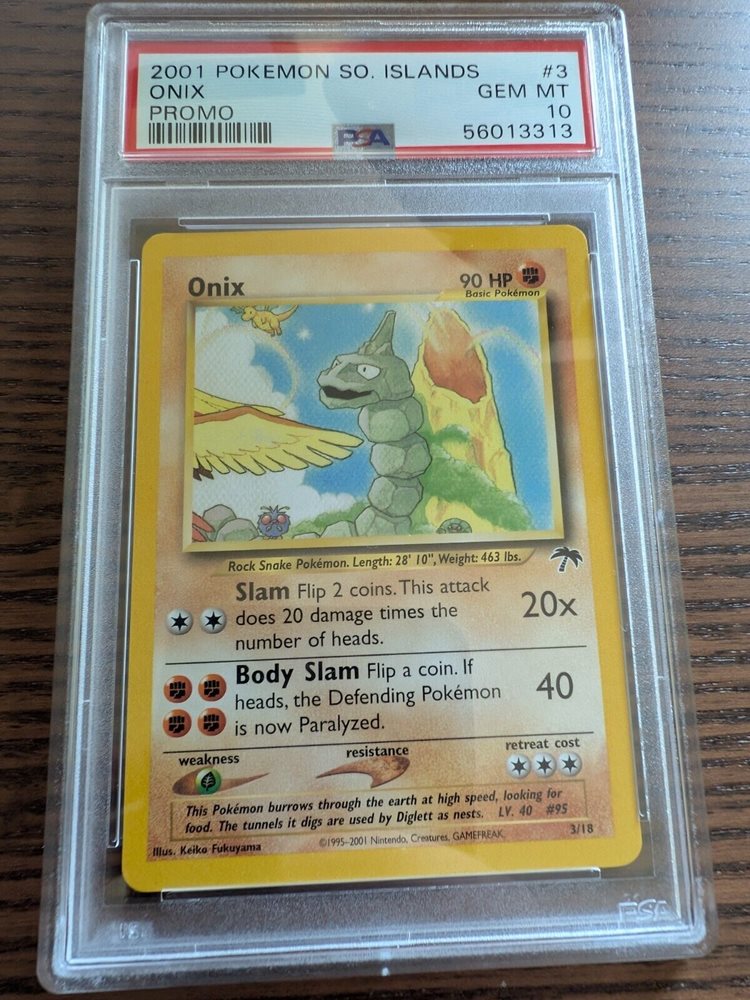 2001 POKEMON SO. ISLANDS #3
ONIX GEM MT
PROMO 10
PSA 56013313
Onix 90 HP
Basic Pokémon
Rock Snake Pokémon. Length: 28' 10", Weight: 463 lbs.
Slam Flip 2 coins. This attack
does 20 damage times the 20x
number of heads.
Body Slam Flip a coin. If
heads, the Defending Pokémon 40
is now Paralyzed.
weakness resistance retreat cost
This Pokémon burrows through the earth at high speed, looking for
food. The tunnels it digs are used by Diglett as nests. LV. 40 #95
Illus. Keiko Fukuyama ©1995-2001 Nintendo, Creatures, GAMEFREAK. 3/18
PSA